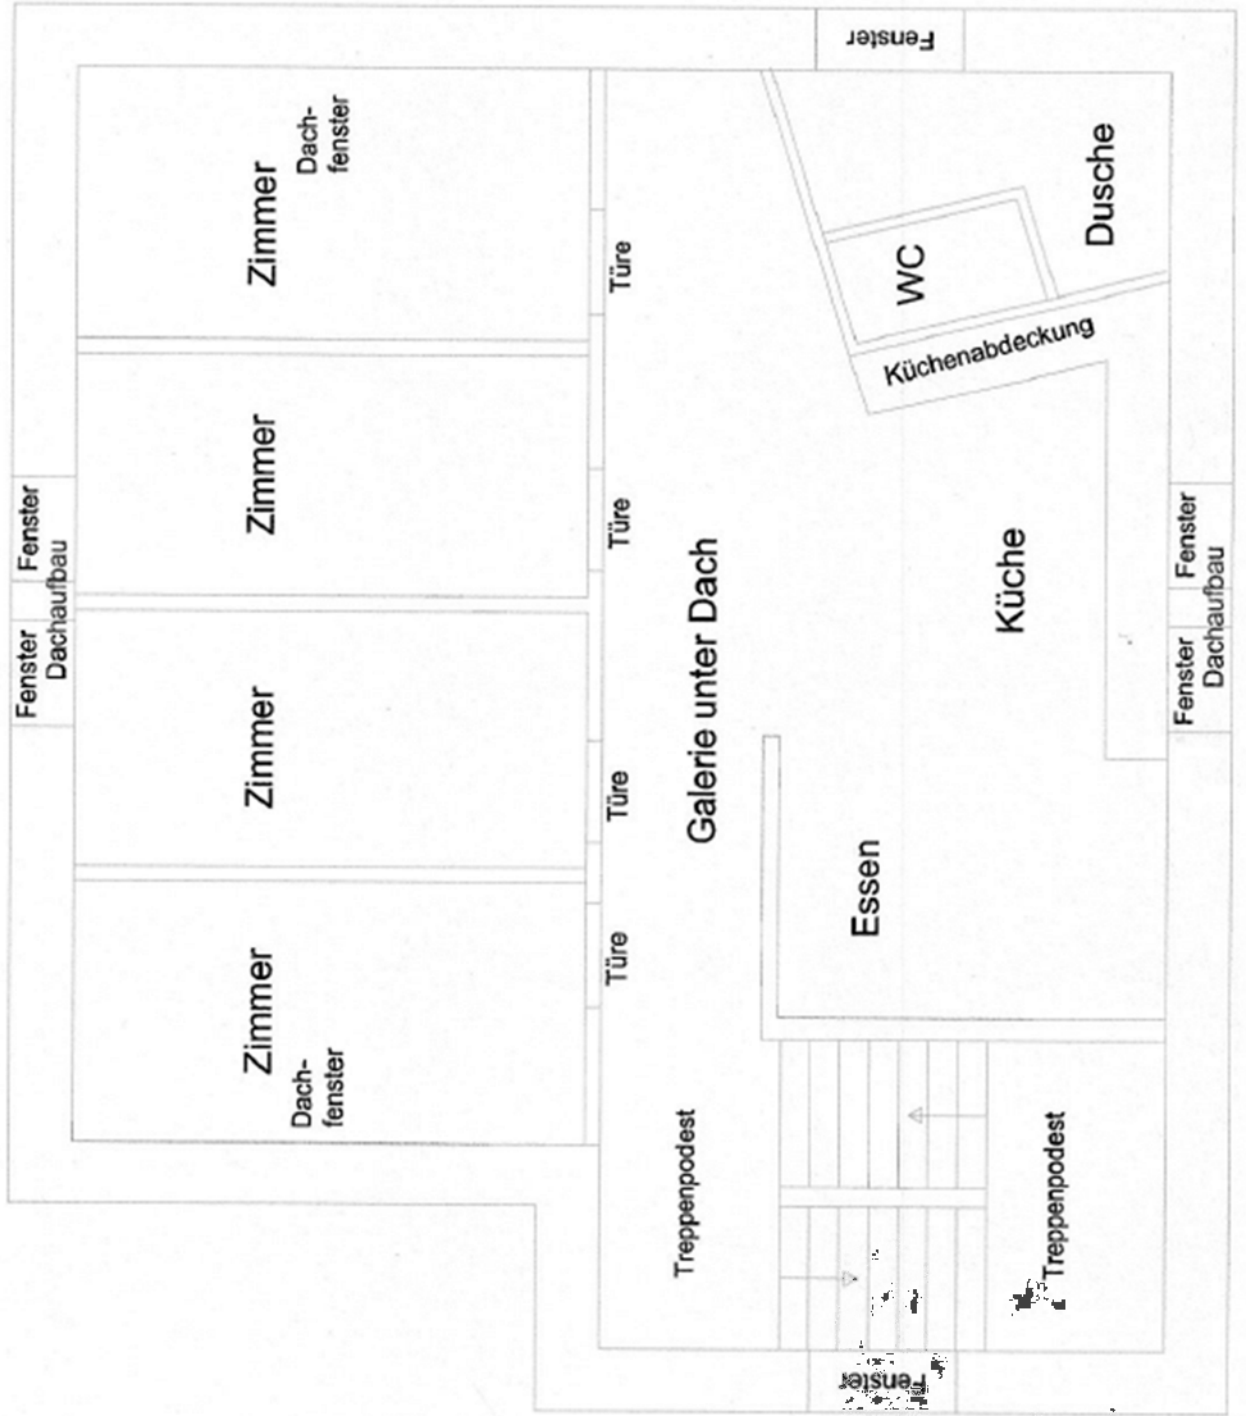 Fenster
Fenster
Dachaufbau
Zimmer
Dach-
fenster
Zimmer
Zimmer
Zimmer
Dach-
fenster
Türe
Türe
Türe
Türe
Treppenpodest
Galerie unter Dach
Fenster
Essen
WC
Fenster
Küchenabdeckung
Küche
Treppenpodest
Dusche
Fenster
Fenster
Dachaufbau